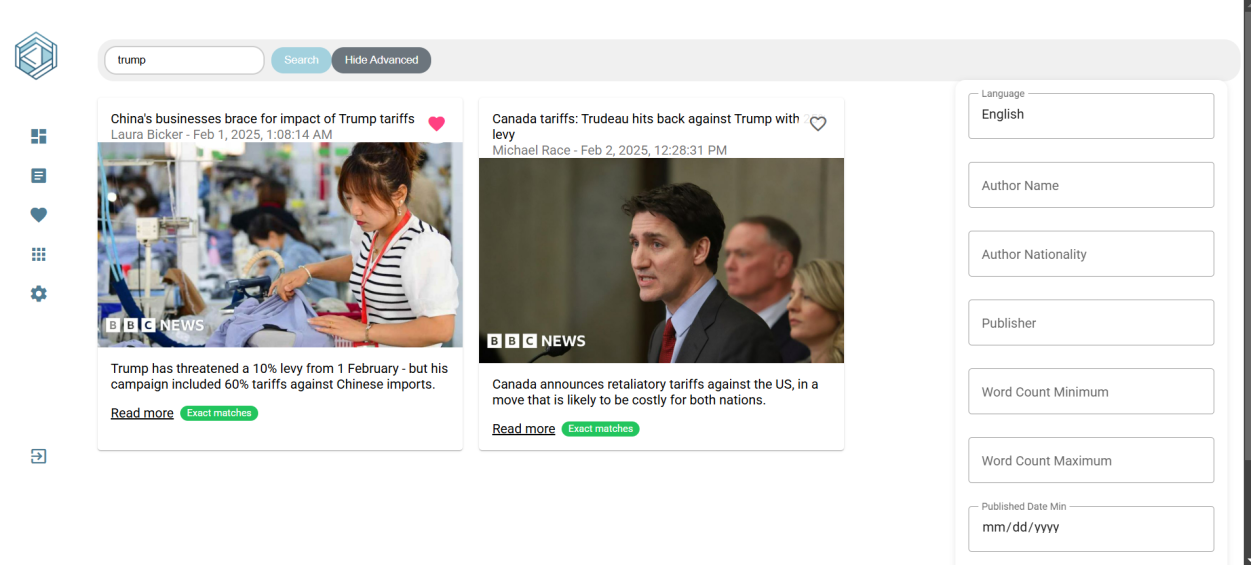 trump
Search
Hide Advanced
China's businesses brace for impact of Trump tariffs
Laura Bicker - Feb 1, 2025, 1:08:14 AM
BBC NEWS
Trump has threatened a 10% levy from 1 February - but his
campaign included 60% tariffs against Chinese imports.
Read more
Exact matches
Canada tariffs: Trudeau hits back against Trump with
levy
Michael Race - Feb 2, 2025, 12:28:31 PM
BBC NEWS
Canada announces retaliatory tariffs against the US, in a
move that is likely to be costly for both nations.
Read more
Exact matches
Language
English
Author Name
Author Nationality
Publisher
Word Count Minimum
Word Count Maximum
Published Date Min
mm/dd/yyyy